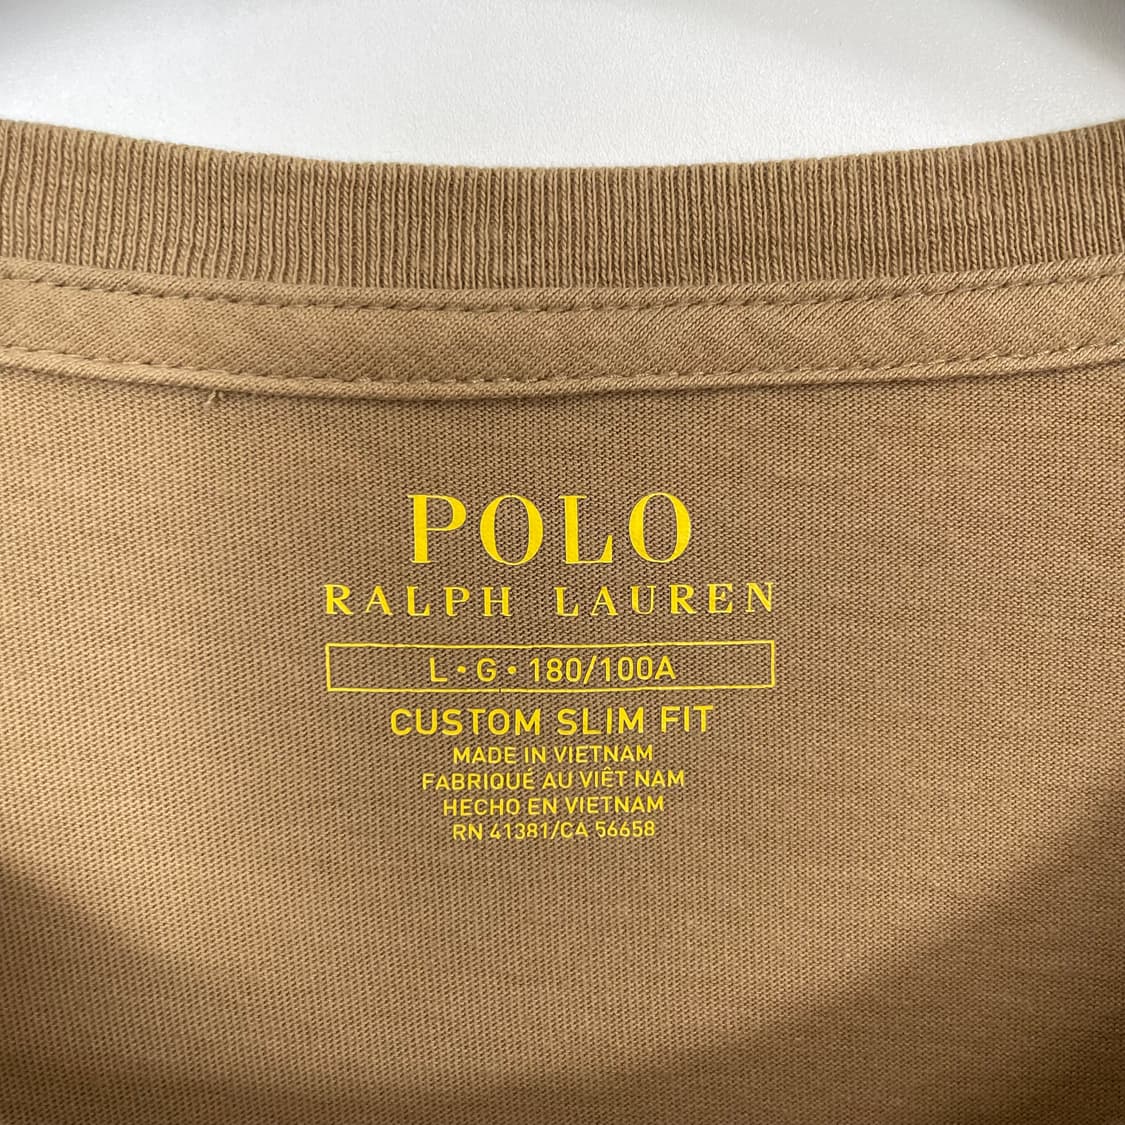 POLO
RALPH LAUREN
L • G • 180/100A
CUSTOM SLIM FIT
MADE IN VIETNAM
FABRIQUÉ AU VIÊT NAM
HECHO EN VIETNAM
RN 41381/CA 56658